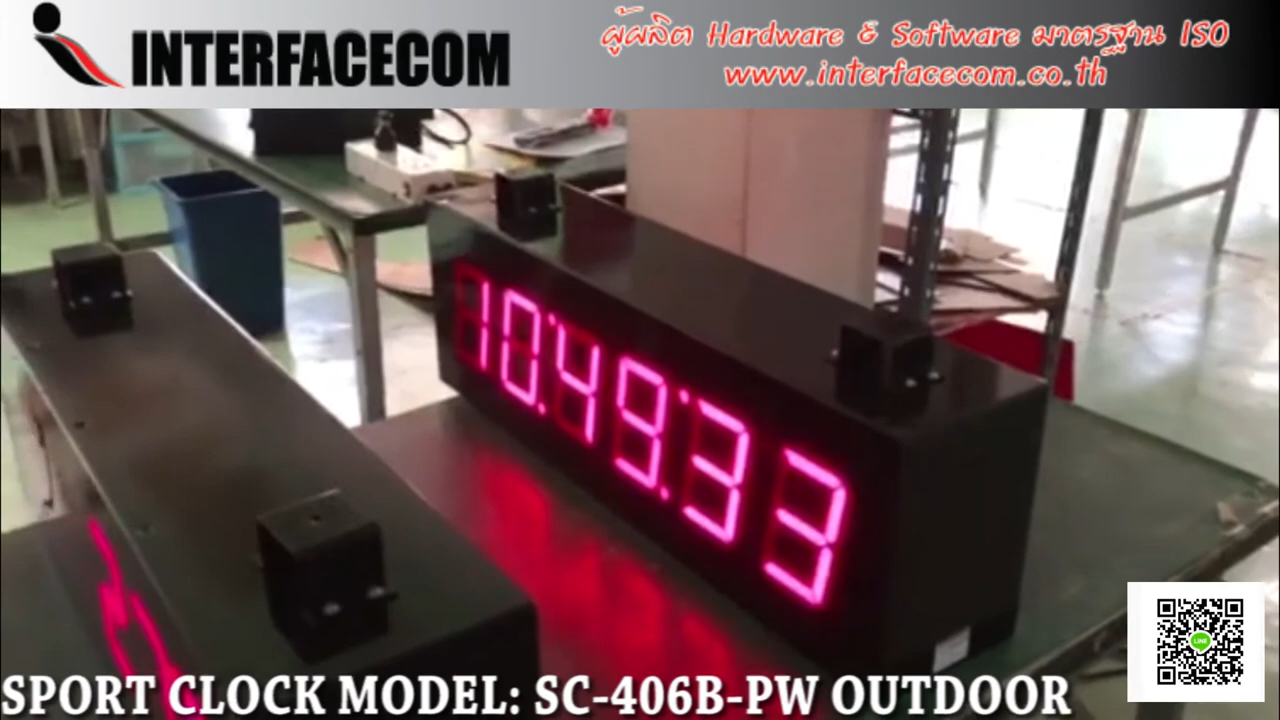 INTERFACECOM
ผู้ผลิต Hardware & Software มาตรฐาน ISO
www.interfacecom.co.th
10:49:33
LINE
SPORT CLOCK MODEL: SC-406B-PW OUTDOOR